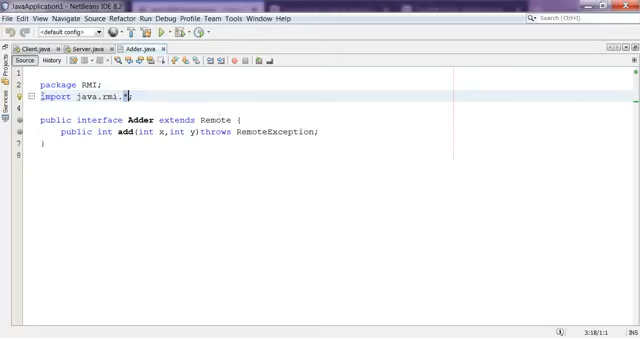 JavaApplication1 - NetBeans IDE 8.2
File Edit View Navigate Source Refactor Run Debug Profile Team Tools Window Help
Search (Ctrl+I)
<default config>
Client.java Server.java Adder.java
Source History
Projects
Services
1
2 package RMI;
3 import java.rmi.*;
4
5 public interface Adder extends Remote {
6 public int add(int x,int y)throws RemoteException;
7 }
8
3:18/1:1 INS